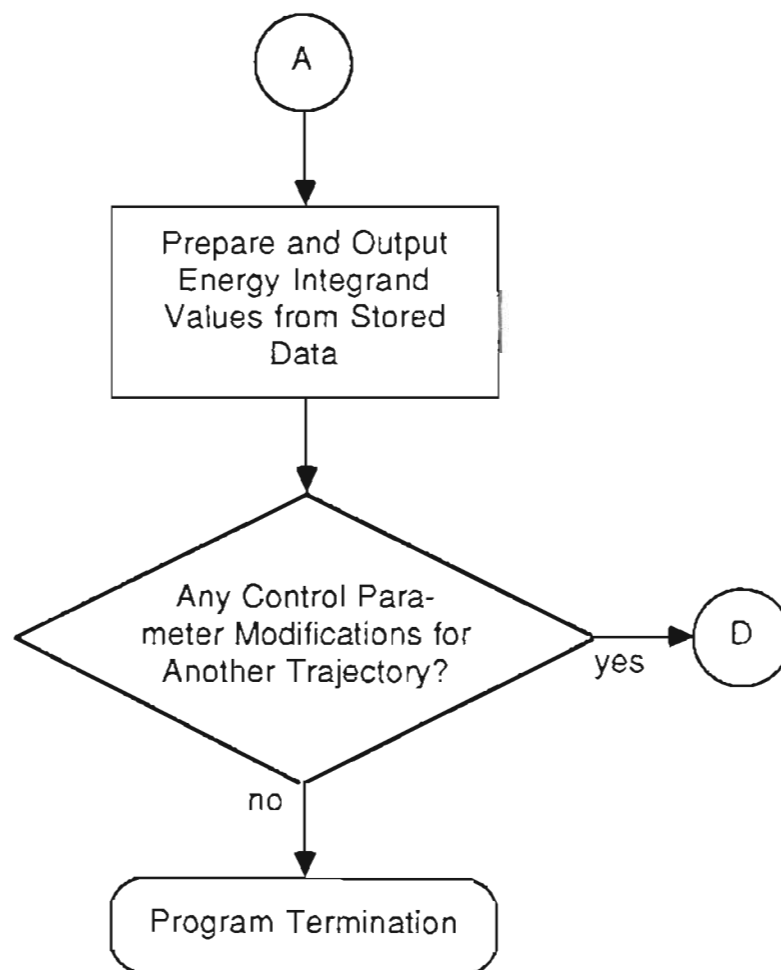 A
Prepare and Output
Energy Integrand
Values from Stored
Data
Any Control Para-
meter Modifications for
Another Trajectory?
D
yes
no
Program Termination